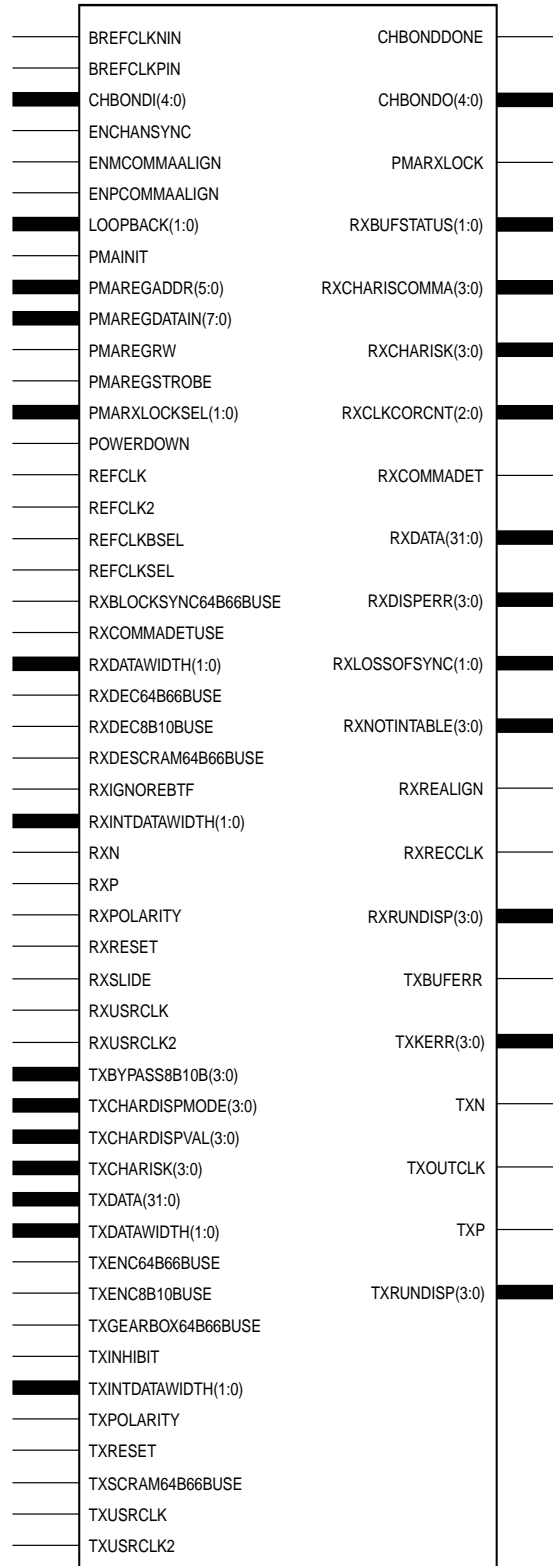 BREFCLKNIN
BREFCLKPIN
CHBONDI(4:0)
ENCHANSYNC
ENMCOMMAALIGN
ENPCOMMAALIGN
LOOPBACK(1:0)
PMAINIT
PMAREGADDR(5:0)
PMAREGDATAIN(7:0)
PMAREGRW
PMAREGSTROBE
PMARXLOCKSEL(1:0)
POWERDOWN
REFCLK
REFCLK2
REFCLKBSEL
REFCLKSEL
RXBLOCKSYNC64B66BUSE
RXCOMMADETUSE
RXDATAWIDTH(1:0)
RXDEC64B66BUSE
RXDEC8B10BUSE
RXDESCRAM64B66BUSE
RXIGNOREBTF
RXINTDATAWIDTH(1:0)
RXN
RXP
RXPOLARITY
RXRESET
RXSLIDE
RXUSRCLK
RXUSRCLK2
TXBYPASS8B10B(3:0)
TXCHARDISPMODE(3:0)
TXCHARDISPVAL(3:0)
TXCHARISK(3:0)
TXDATA(31:0)
TXDATAWIDTH(1:0)
TXENC64B66BUSE
TXENC8B10BUSE
TXGEARBOX64B66BUSE
TXINHIBIT
TXINTDATAWIDTH(1:0)
TXPOLARITY
TXRESET
TXSCRAM64B66BUSE
TXUSRCLK
TXUSRCLK2
CHBONDDONE
CHBONDO(4:0)
PMARXLOCK
RXBUFSTATUS(1:0)
RXCHARISCOMMA(3:0)
RXCHARISK(3:0)
RXCLKCORCNT(2:0)
RXCOMMADET
RXDATA(31:0)
RXDISPERR(3:0)
RXLOSSOFSYNC(1:0)
RXNOTINTABLE(3:0)
RXREALIGN
RXRECCLK
RXRUNDISP(3:0)
TXBUFERR
TXKERR(3:0)
TXN
TXOUTCLK
TXP
TXRUNDISP(3:0)